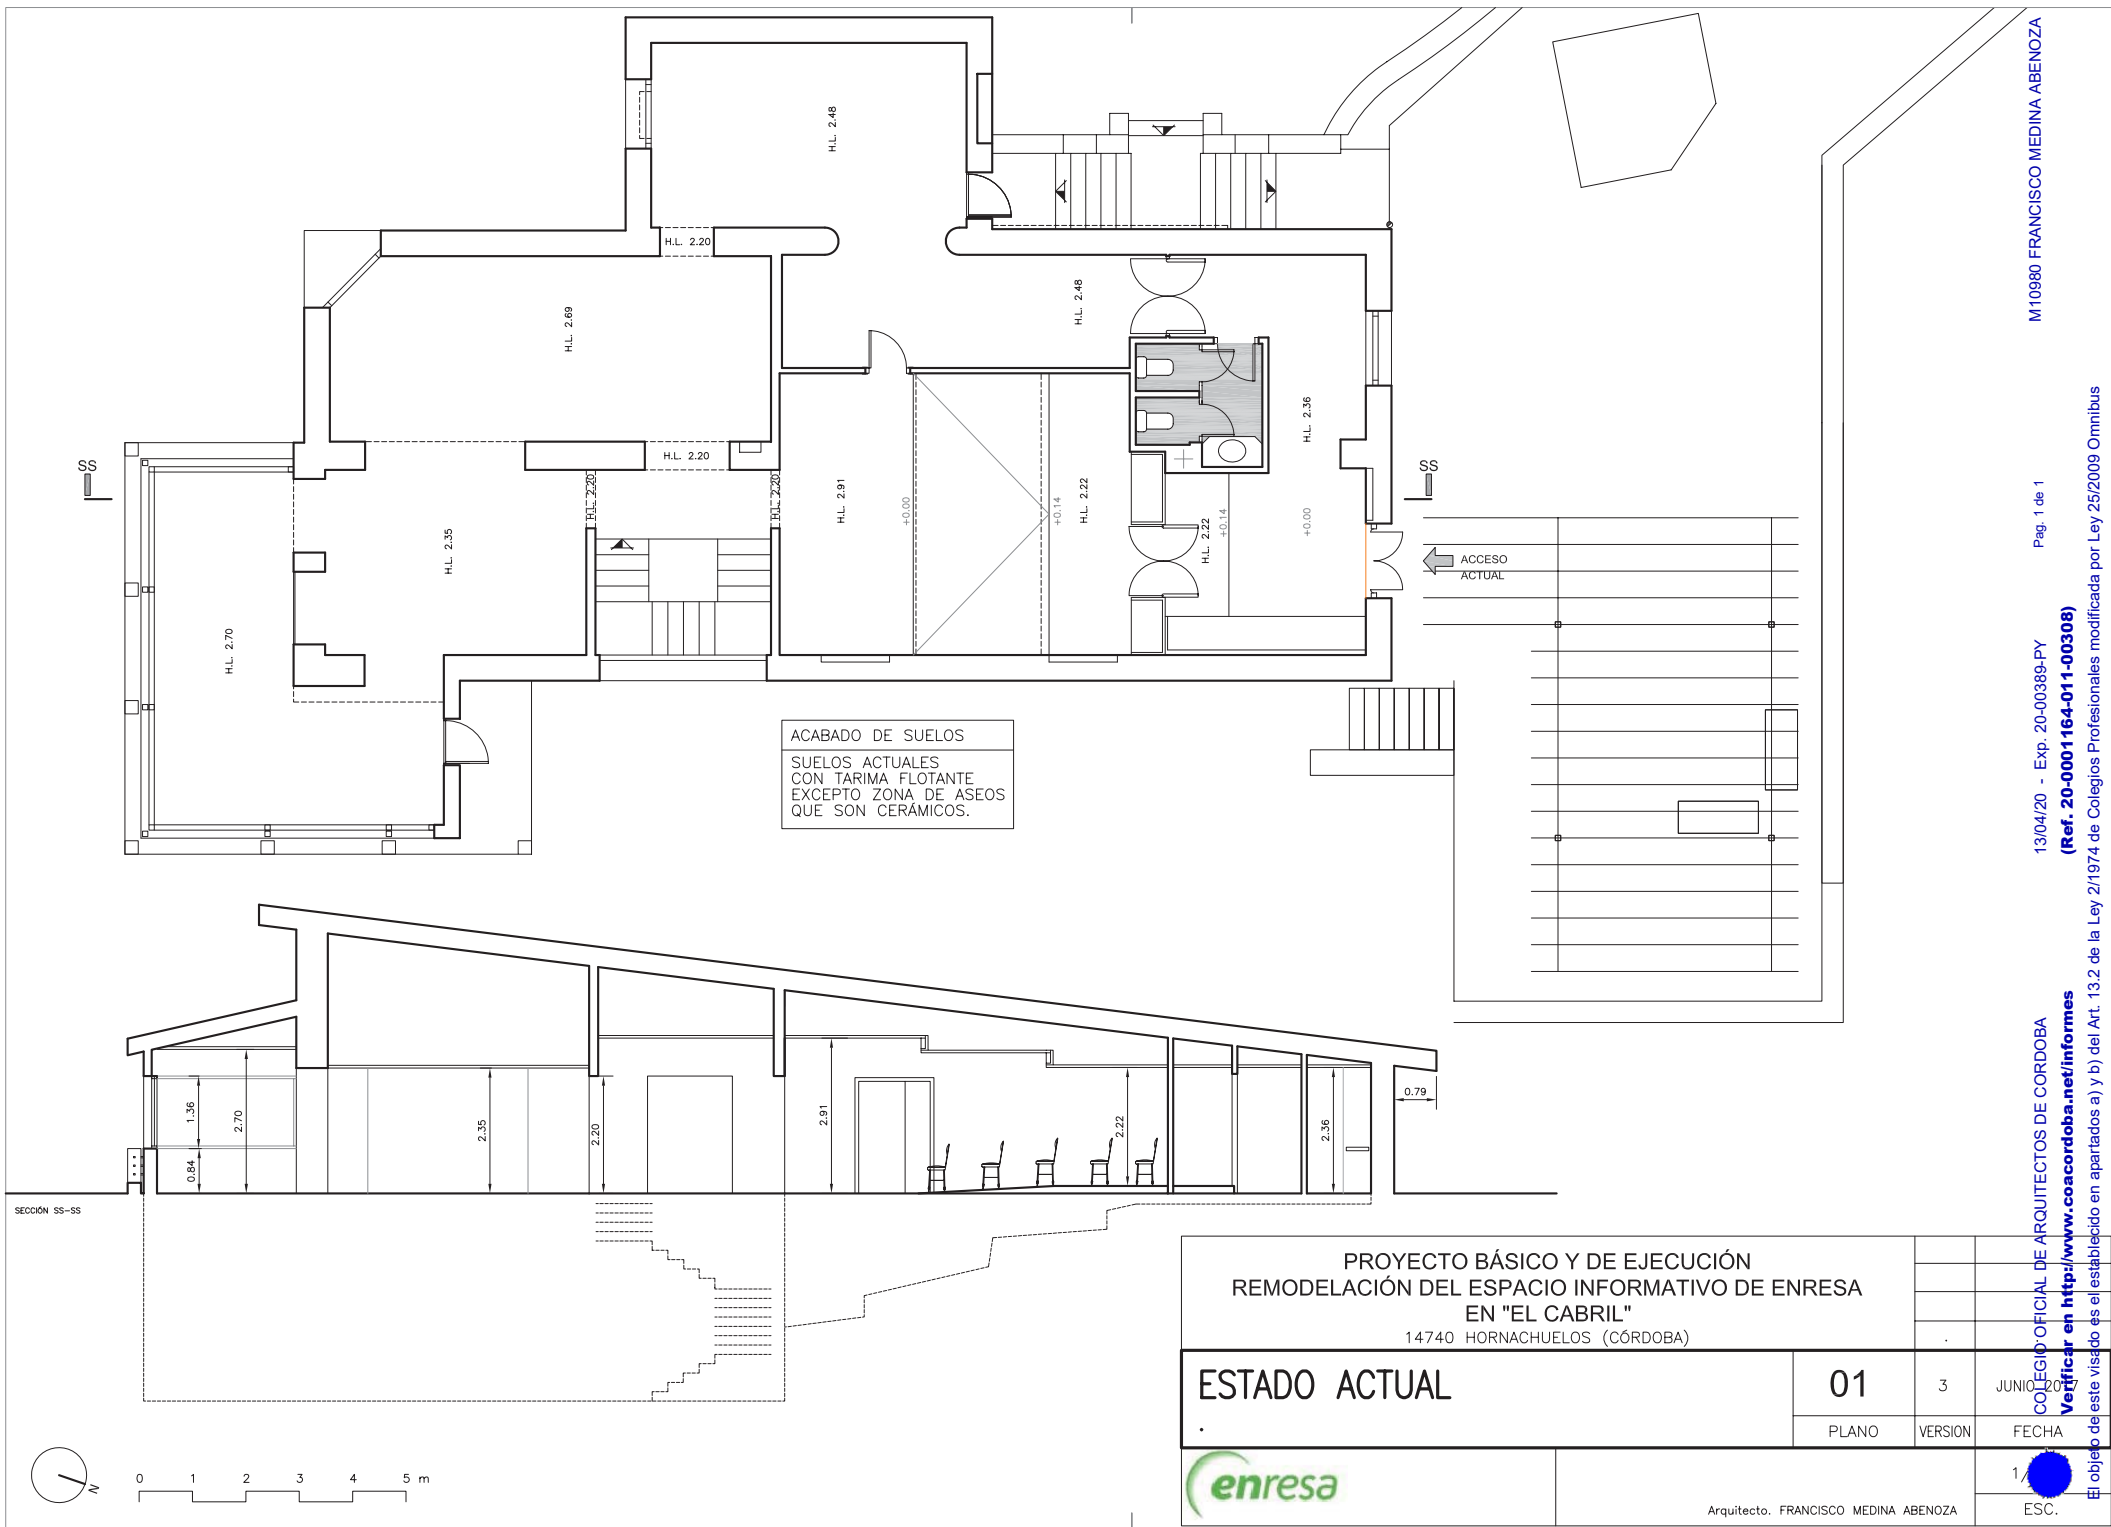 H.L. 2.48
H.L. 2.20
H.L. 2.69
H.L. 2.48
H.L. 2.36
H.L. 2.20
H.L. 2.20
H.L. 2.20
H.L. 2.91
+0.00
+0.14
H.L. 2.22
H.L. 2.22
+0.14
+0.00
H.L. 2.35
H.L. 2.70
SS
SS
ACCESO
ACTUAL
ACABADO DE SUELOS
SUELOS ACTUALES
CON TARIMA FLOTANTE
EXCEPTO ZONA DE ASEOS
QUE SON CERÁMICOS.
1.36
2.70
0.84
2.35
2.20
2.91
2.22
2.36
0.79
SECCIÓN SS-SS
N
0 1 2 3 4 5 m
PROYECTO BÁSICO Y DE EJECUCIÓN
REMODELACIÓN DEL ESPACIO INFORMATIVO DE ENRESA
EN "EL CABRIL"
14740 HORNACHUELOS (CÓRDOBA)
ESTADO ACTUAL
.
01
3
JUNIO
PLANO
VERSION
FECHA
enresa
Arquitecto. FRANCISCO MEDINA ABENOZA
1/
ESC.
M10980 FRANCISCO MEDINA ABENOZA
Pag. 1 de 1
13/04/20 - Exp. 20-00389-PY
COLEGIO OFICIAL DE ARQUITECTOS DE CORDOBA
(Ref. 20-0001164-011-00308)
Verificar en http://www.coacordoba.net/informes
El objeto de este visado es el establecido en apartados a) y b) del Art. 13.2 de la Ley 2/1974 de Colegios Profesionales modificada por Ley 25/2009 Omnibus